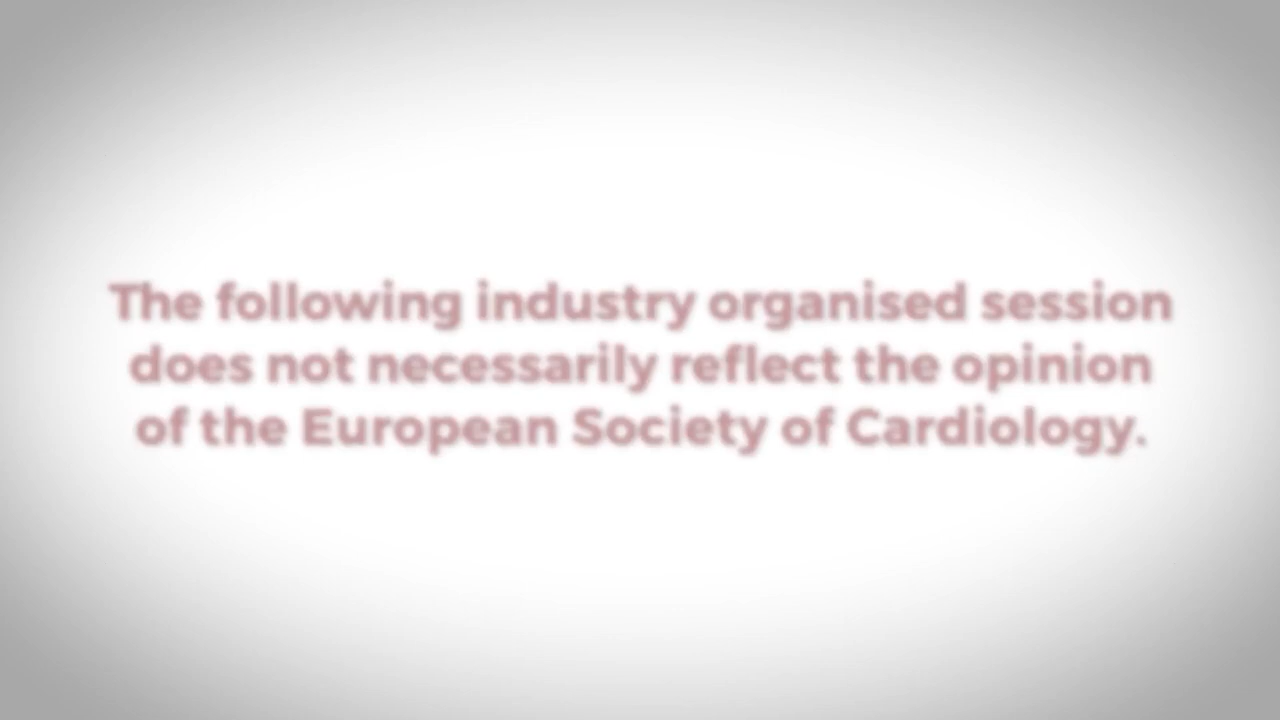 The following industry organised session
does not necessarily reflect the opinion
of the European Society of Cardiology.